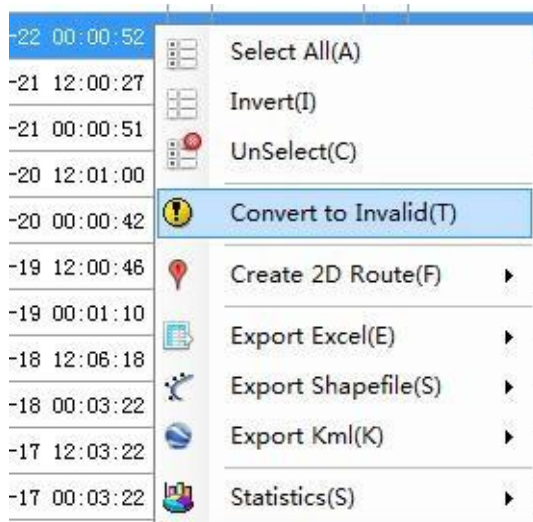 -22 00:00:52
-21 12:00:27
-21 00:00:51
-20 12:01:00
-20 00:00:42
-19 12:00:46
-19 00:01:10
-18 12:06:18
-18 00:03:22
-17 12:03:22
-17 00:03:22
Select All(A)
Invert(I)
UnSelect(C)
Convert to Invalid(T)
Create 2D Route(F)
Export Excel(E)
Export Shapefile(S)
Export Kml(K)
Statistics(S)